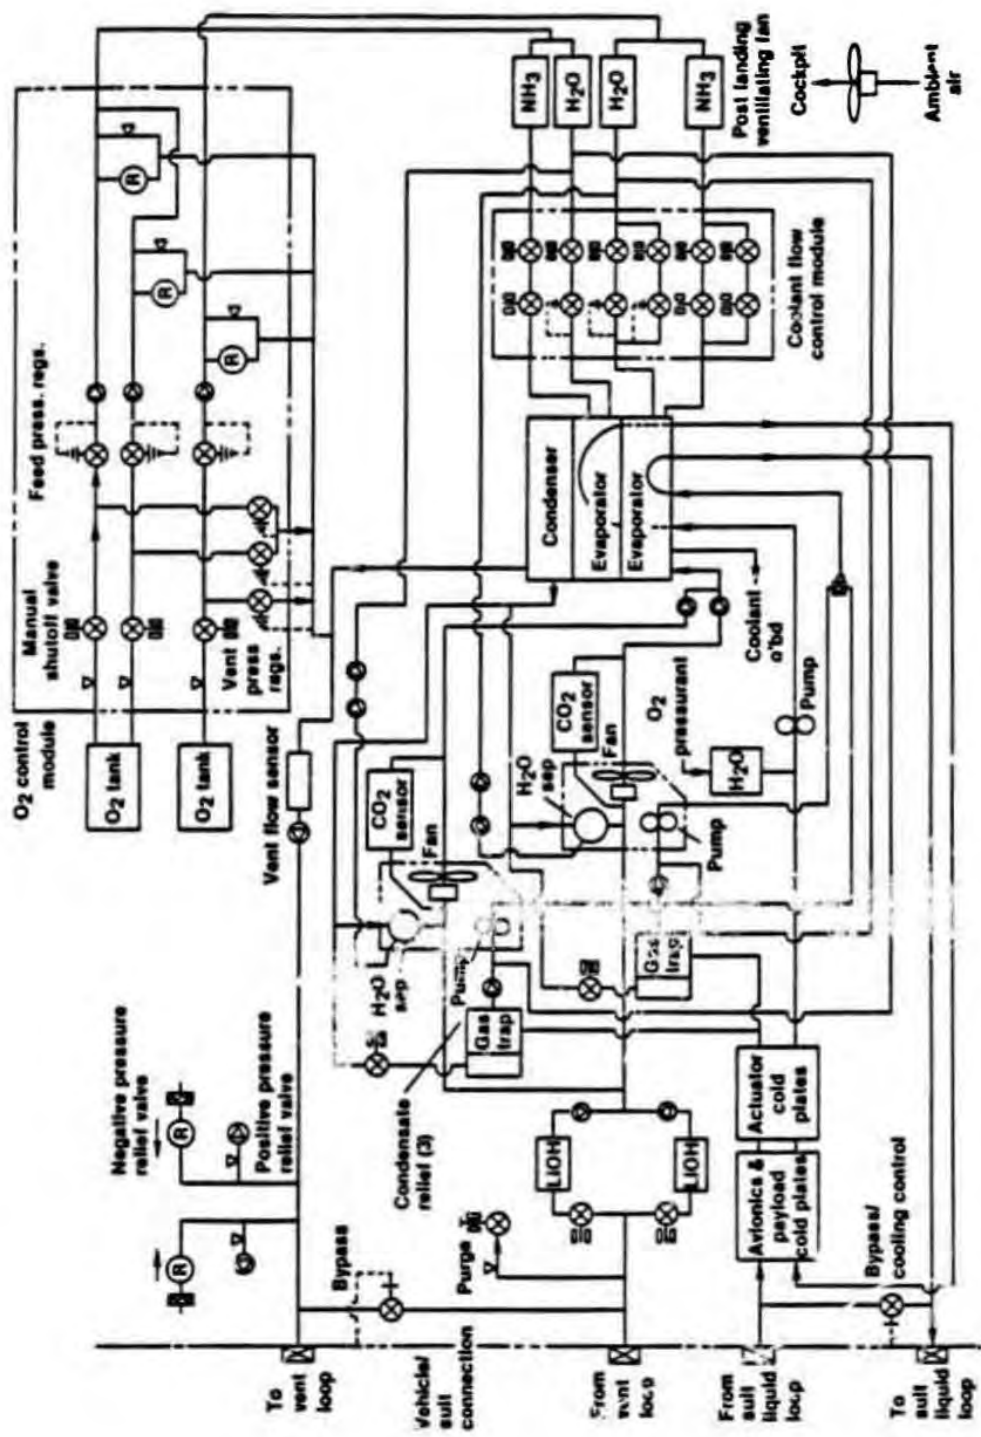 O2 control
module
O2 tank
O2 tank
Manual
shutoff valve
Feed press. regs.
Vent
press
regs.
Vent flow sensor
NH3
H2O
H2O
NH3
Post landing
ventilating fan
Cockpit
Ambient
air
Coolant flow
control module
Condenser
Evaporator
Evaporator
Coolant
o'bd
CO2
sensor
Fan
H2O
sep
Pump
CO2
sensor
Fan
H2O
sep
Pump
O2
pressurant
H2O
Pump
Gas
trap
Gas
trap
Condensate
relief (3)
Negative pressure
relief valve
Positive pressure
relief valve
Bypass
Purge
LiOH
LiOH
Actuator
cold
plates
Avionics &
payload
cold plates
Bypass/
cooling control
To
vent
loop
Vehicle/
suit
connection
From
vent
loop
From
suit
liquid
loop
To
suit
liquid
loop
R
R
R
R
R